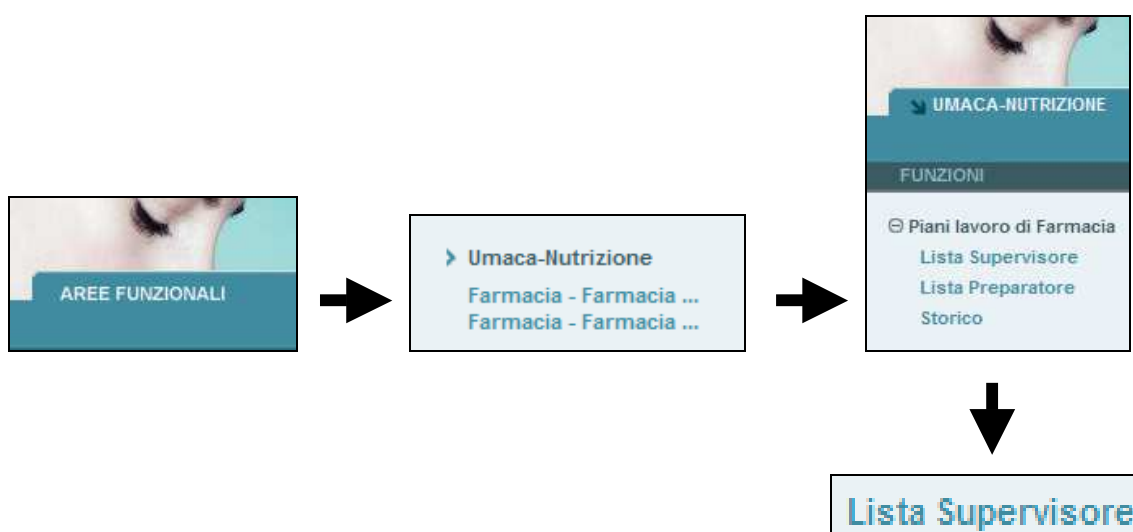 AREE FUNZIONALI
Umaca-Nutrizione
Farmacia - Farmacia ...
Farmacia - Farmacia ...
UMACA-NUTRIZIONE
FUNZIONI
Piani lavoro di Farmacia
Lista Supervisore
Lista Preparatore
Storico
Lista Supervisore